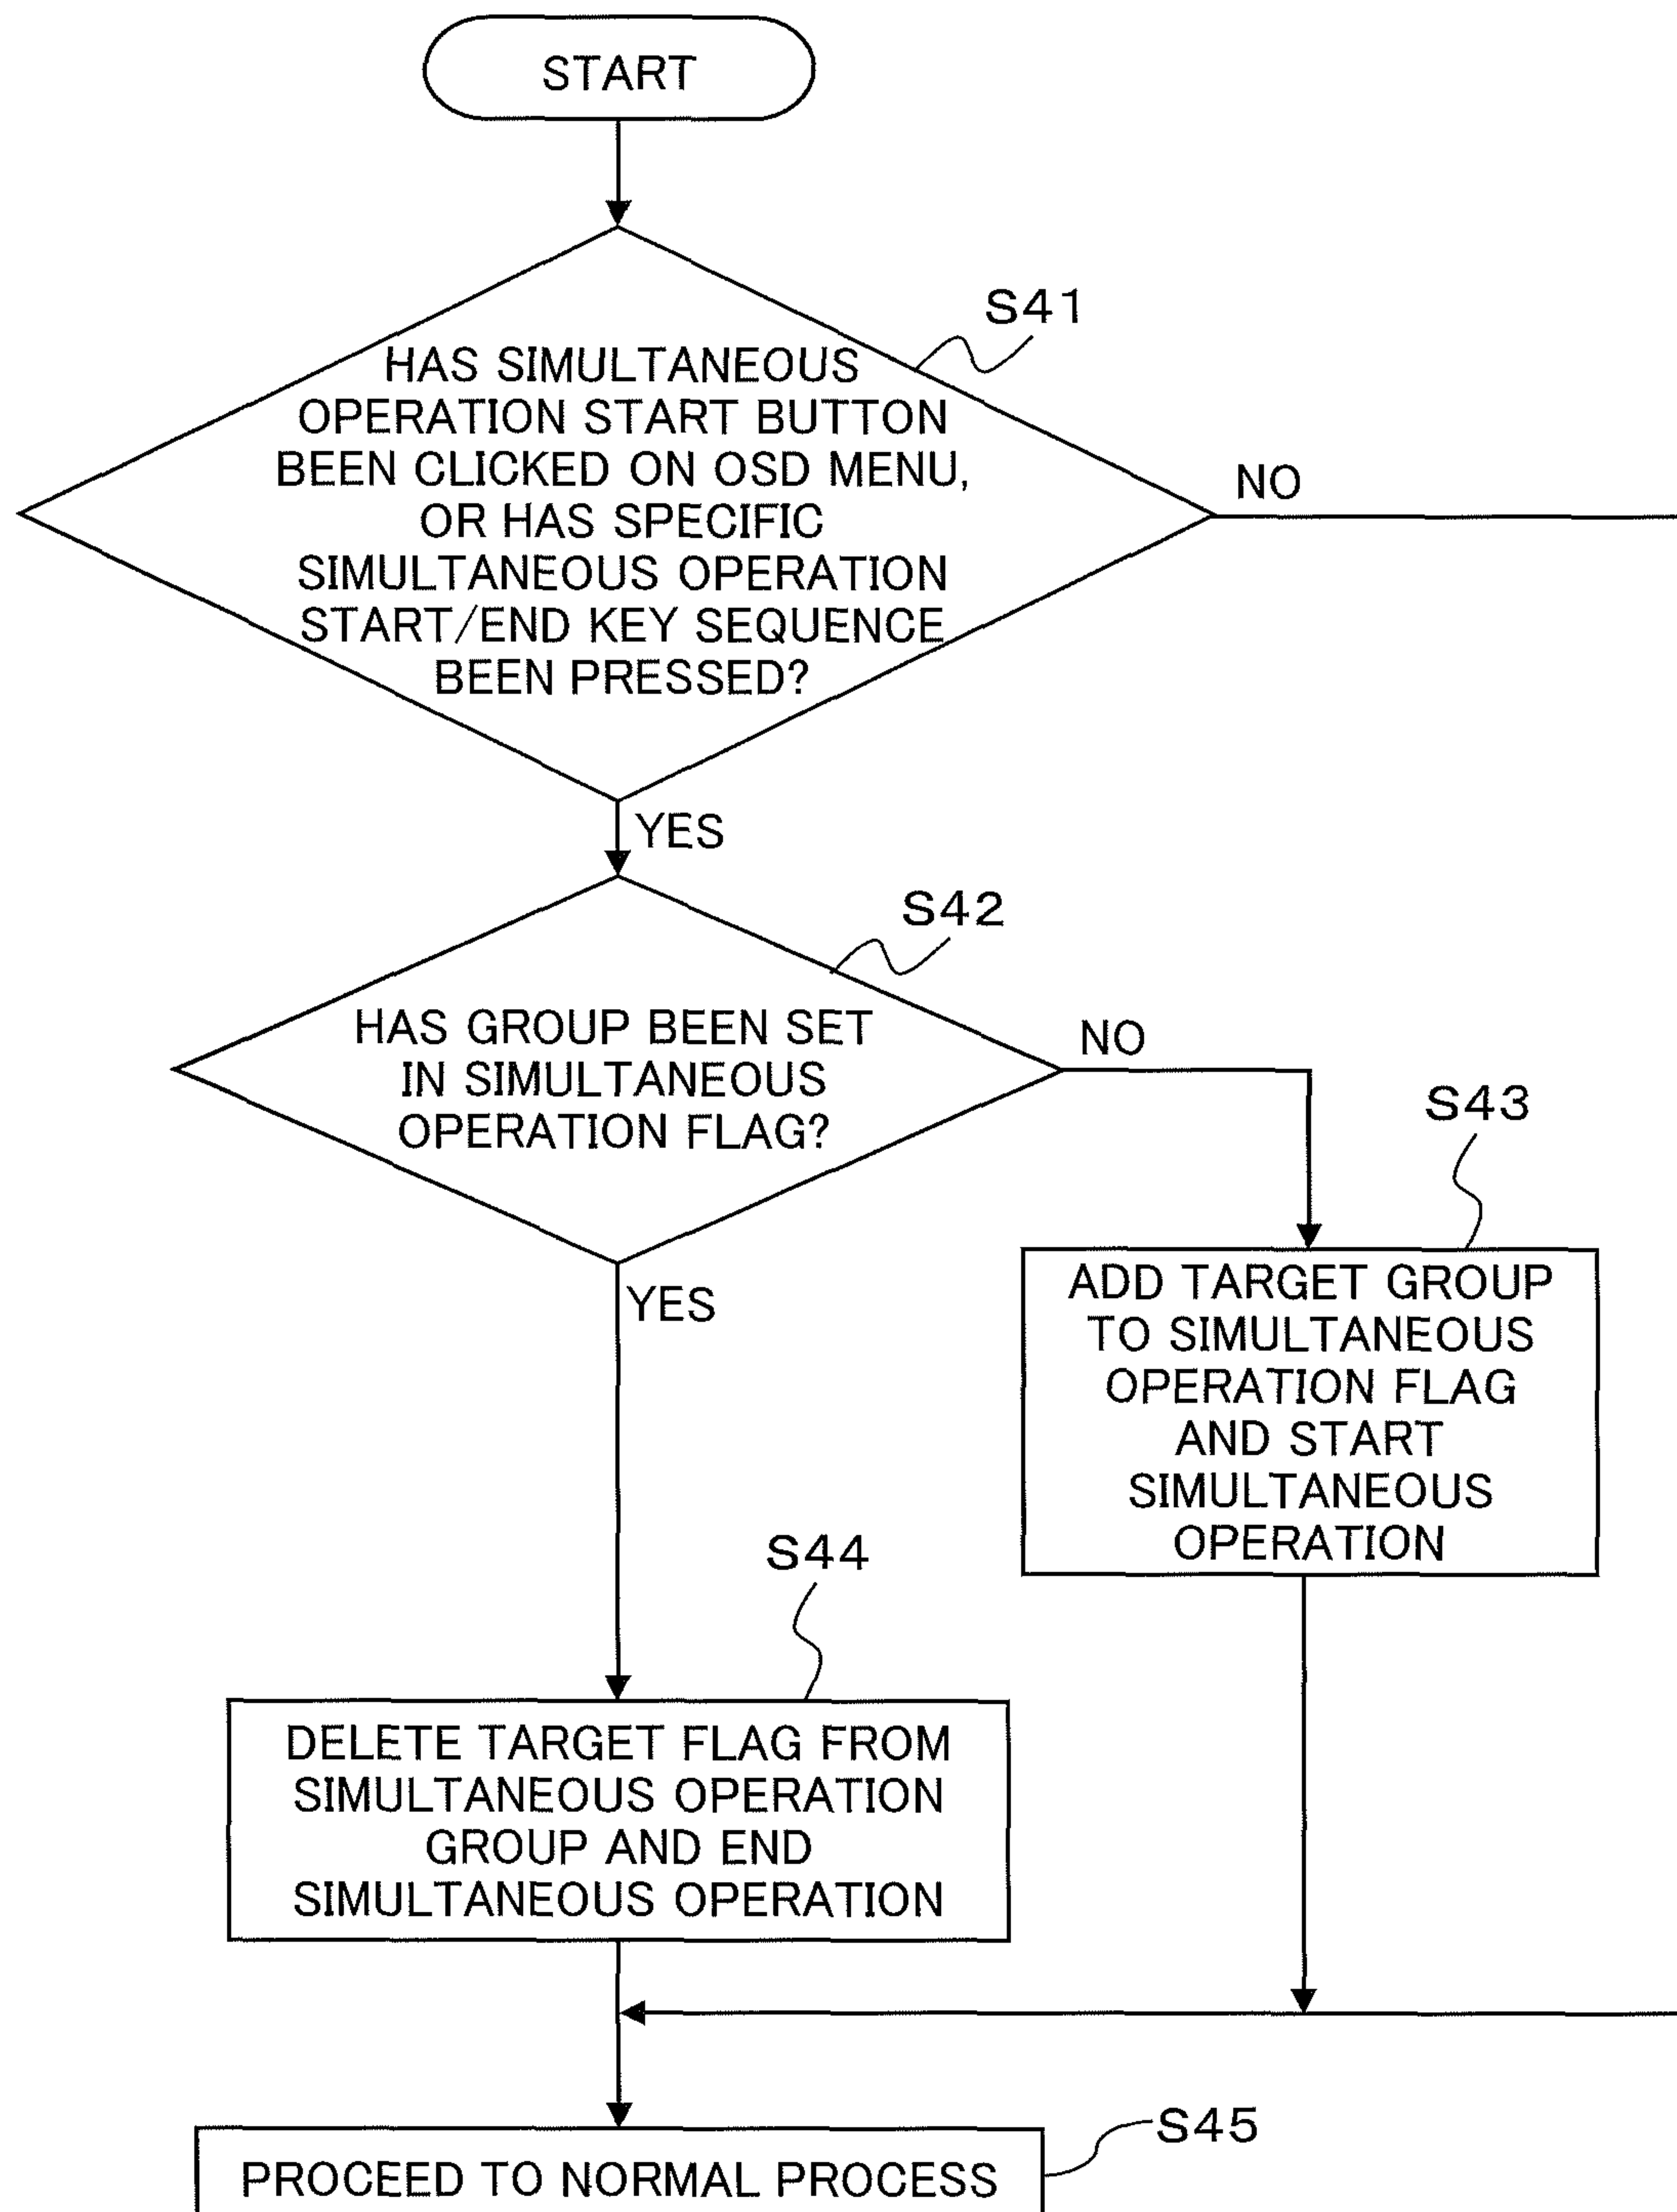 START
S41
HAS SIMULTANEOUS
OPERATION START BUTTON
BEEN CLICKED ON OSD MENU,
OR HAS SPECIFIC
SIMULTANEOUS OPERATION
START/END KEY SEQUENCE
BEEN PRESSED?
NO
YES
S42
HAS GROUP BEEN SET
IN SIMULTANEOUS
OPERATION FLAG?
NO
YES
S43
ADD TARGET GROUP
TO SIMULTANEOUS
OPERATION FLAG
AND START
SIMULTANEOUS
OPERATION
S44
DELETE TARGET FLAG FROM
SIMULTANEOUS OPERATION
GROUP AND END
SIMULTANEOUS OPERATION
S45
PROCEED TO NORMAL PROCESS